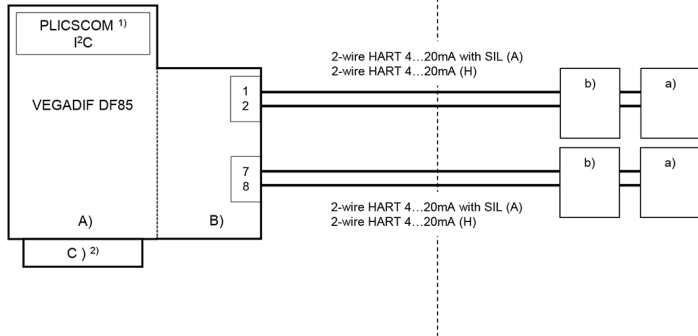 PLICSCOM ¹⁾
I²C
2-wire HART 4…20mA with SIL (A)
2-wire HART 4…20mA (H)
VEGADIF DF85
1
2
b)
a)
7
8
b)
a)
2-wire HART 4…20mA with SIL (A)
2-wire HART 4…20mA (H)
A)
B)
C ) ²⁾